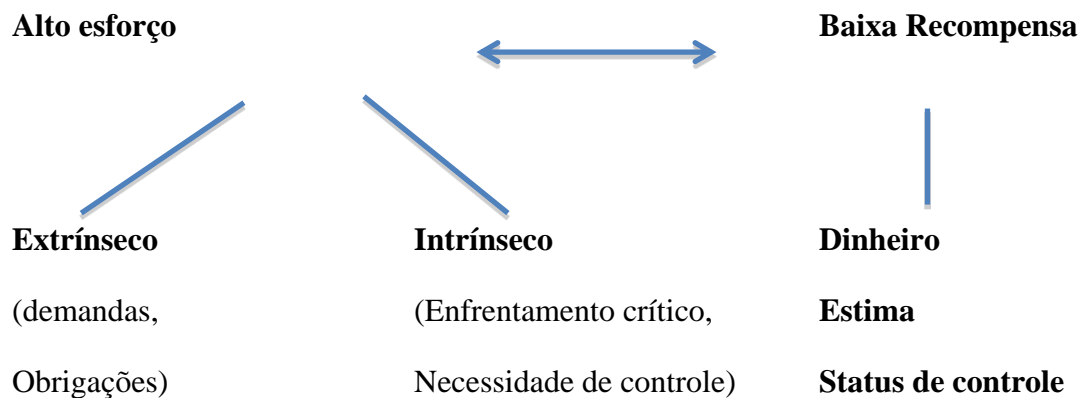 Alto esforço
Baixa Recompensa
Extrínseco
Intrínseco
Dinheiro
(demandas,
(Enfrentamento crítico,
Estima
Obrigações)
Necessidade de controle)
Status de controle